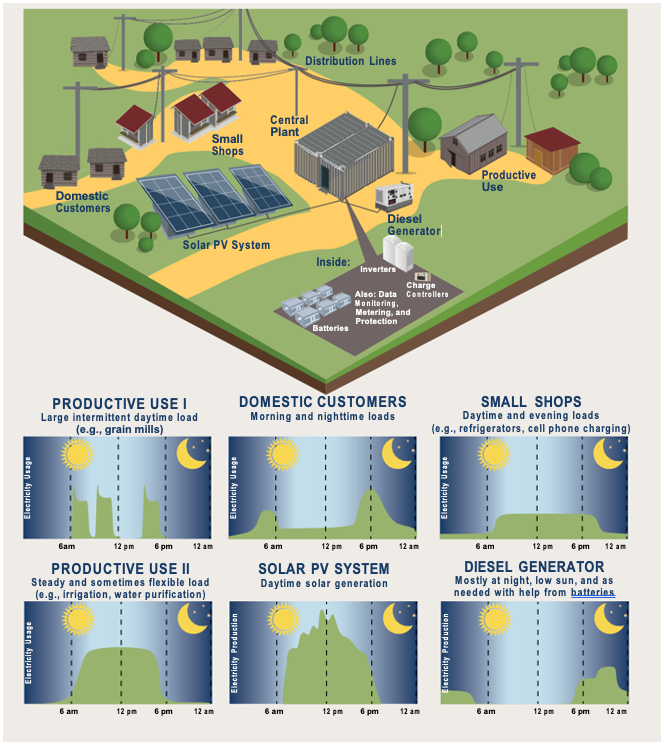 Distribution Lines
Central
Plant
Small
Shops
Productive
Use
Domestic
Customers
Diesel
Generator
Solar PV System
Inside:
Inverters
Charge
Controllers
Also: Data
Monitoring,
Metering, and
Protection
Batteries
PRODUCTIVE USE I
Large intermittent daytime load
(e.g., grain mills)
Electricity Usage
6am 12 pm 6 pm 12 am
DOMESTIC CUSTOMERS
Morning and nighttime loads
6am 12 pm 6 pm 12 am
SMALL SHOPS
Daytime and evening loads
(e.g., refrigerators, cell phone charging)
Electricity Usage
6am 12 pm 6 pm 12 am
PRODUCTIVE USE II
Steady and sometimes flexible load
(e.g., irrigation, water purification)
Electricity Usage
6 am 12 pm 6 pm 12 am
SOLAR PV SYSTEM
Daytime solar generation
Electricity Production
6 am 12 pm 6 pm 12 am
DIESEL GENERATOR
Mostly at night, low sun, and as
needed with help from batteries
Electricity Production
6 am 12 pm 6 pm 12 am